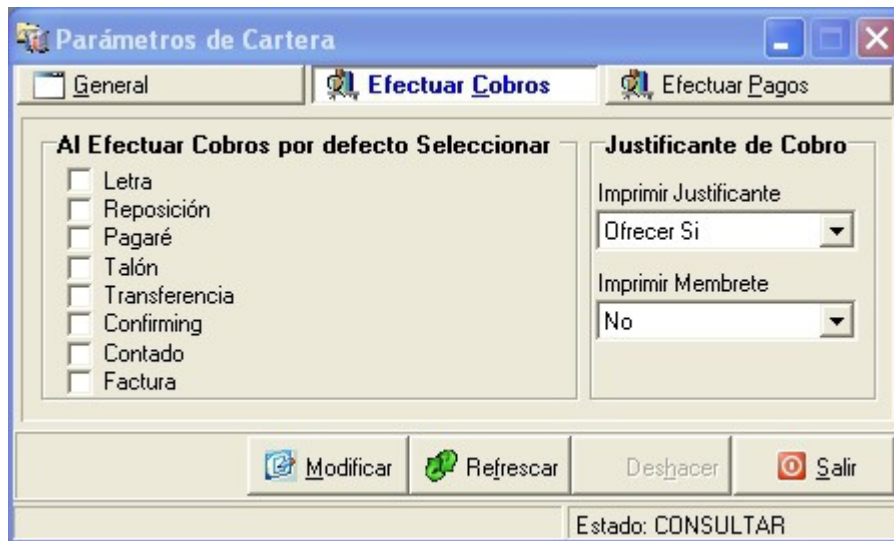 Parámetros de Cartera
General
Efectuar Cobros
Efectuar Pagos
Al Efectuar Cobros por defecto Seleccionar
Letra
Reposición
Pagaré
Talón
Transferencia
Confirming
Contado
Factura
Justificante de Cobro
Imprimir Justificante
Ofrecer Si
Imprimir Membrete
No
Modificar
Refrescar
Deshacer
Salir
Estado: CONSULTAR